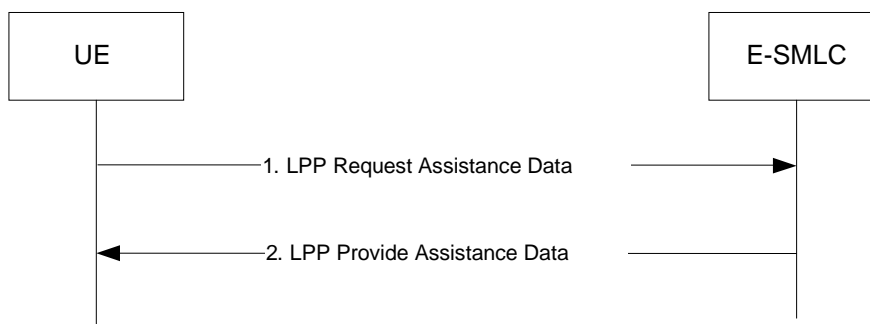 UE
E-SMLC
1. LPP Request Assistance Data
2. LPP Provide Assistance Data